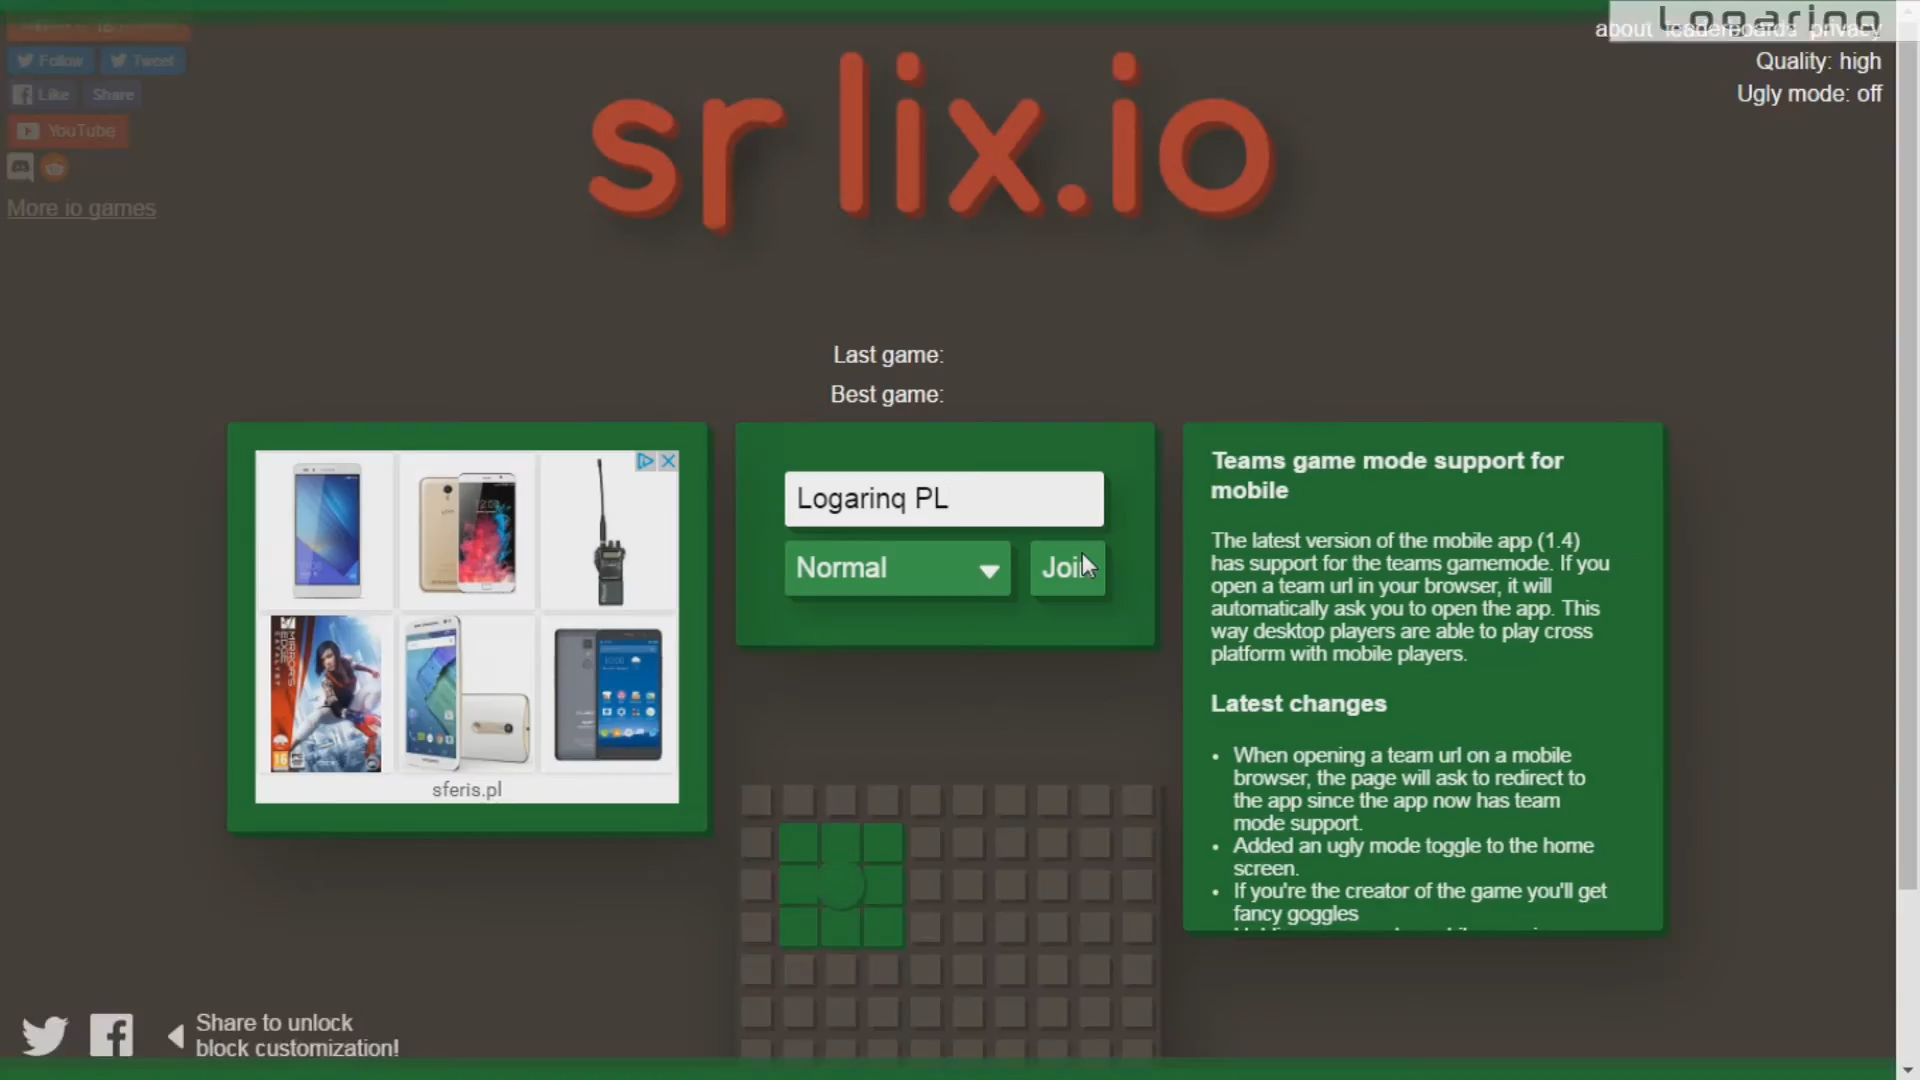 Logarinq
about leaderboards privacy
Quality: high
Ugly mode: off
Follow Tweet
Like Share
YouTube
More io games
sr lix.io
Last game:
Best game:
Logarinq PL
Normal
Join
sferis.pl
Teams game mode support for
mobile
The latest version of the mobile app (1.4)
has support for the teams gamemode. If you
open a team url in your browser, it will
automatically ask you to open the app. This
way desktop players are able to play cross
platform with mobile players.
Latest changes
• When opening a team url on a mobile
browser, the page will ask to redirect to
the app since the app now has team
mode support.
• Added an ugly mode toggle to the home
screen.
• If you're the creator of the game you'll get
fancy goggles
Share to unlock
block customization!